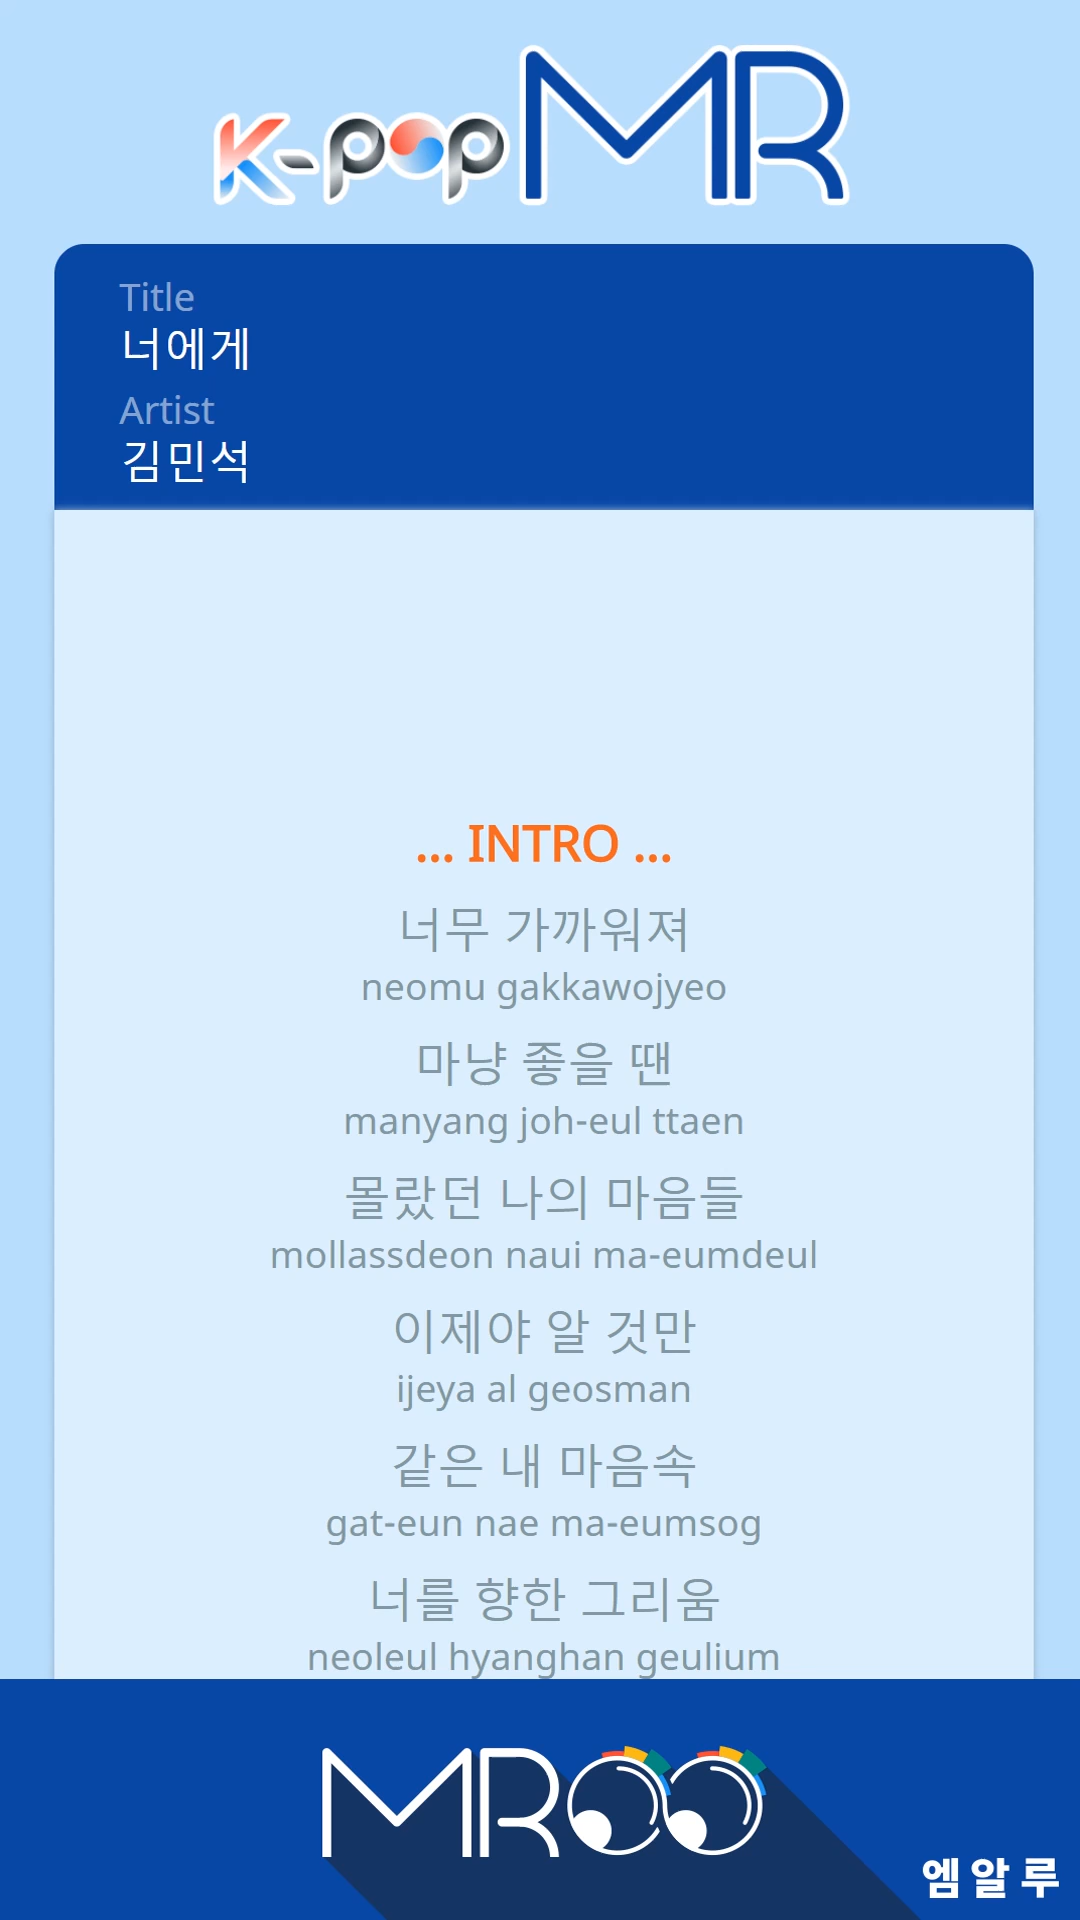 K-pop MR
Title
너에게
Artist
김민석
... INTRO ...
너무 가까워져
neomu gakkawojyeo
마냥 좋을 땐
manyang joh-eul ttaen
몰랐던 나의 마음들
mollassdeon naui ma-eumdeul
이제야 알 것만
ijeya al geosman
같은 내 마음속
gat-eun nae ma-eumsog
너를 향한 그리움
neoleul hyanghan geulium
MROO
엠알루